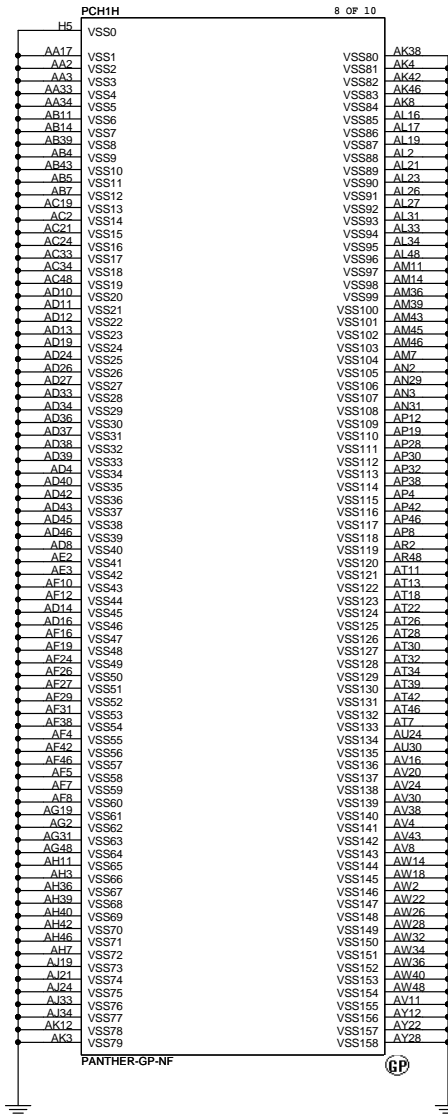 PCH1H 8 OF 10
H5 VSS0
AA17 VSS1 VSS80 AK38
AA2 VSS2 VSS81 AK4
AA3 VSS3 VSS82 AK42
AA33 VSS4 VSS83 AK46
AA34 VSS5 VSS84 AK8
AB11 VSS6 VSS85 AL16
AB14 VSS7 VSS86 AL17
AB39 VSS8 VSS87 AL19
AB4 VSS9 VSS88 AL2
AB43 VSS10 VSS89 AL21
AB5 VSS11 VSS90 AL23
AB7 VSS12 VSS91 AL26
AC19 VSS13 VSS92 AL27
AC2 VSS14 VSS93 AL31
AC21 VSS15 VSS94 AL33
AC24 VSS16 VSS95 AL34
AC33 VSS17 VSS96 AL48
AC34 VSS18 VSS97 AM11
AC48 VSS19 VSS98 AM14
AD10 VSS20 VSS99 AM36
AD11 VSS21 VSS100 AM39
AD12 VSS22 VSS101 AM43
AD13 VSS23 VSS102 AM45
AD19 VSS24 VSS103 AM46
AD24 VSS25 VSS104 AM7
AD26 VSS26 VSS105 AN2
AD27 VSS27 VSS106 AN29
AD33 VSS28 VSS107 AN3
AD34 VSS29 VSS108 AN31
AD36 VSS30 VSS109 AP12
AD37 VSS31 VSS110 AP19
AD38 VSS32 VSS111 AP28
AD39 VSS33 VSS112 AP30
AD4 VSS34 VSS113 AP32
AD40 VSS35 VSS114 AP38
AD42 VSS36 VSS115 AP4
AD43 VSS37 VSS116 AP42
AD45 VSS38 VSS117 AP46
AD46 VSS39 VSS118 AP8
AD8 VSS40 VSS119 AR2
AE2 VSS41 VSS120 AR48
AE3 VSS42 VSS121 AT11
AF10 VSS43 VSS122 AT13
AF12 VSS44 VSS123 AT18
AD14 VSS45 VSS124 AT22
AD16 VSS46 VSS125 AT26
AF16 VSS47 VSS126 AT28
AF19 VSS48 VSS127 AT30
AF24 VSS49 VSS128 AT32
AF26 VSS50 VSS129 AT34
AF27 VSS51 VSS130 AT39
AF29 VSS52 VSS131 AT42
AF31 VSS53 VSS132 AT46
AF38 VSS54 VSS133 AT7
AF4 VSS55 VSS134 AU24
AF42 VSS56 VSS135 AU30
AF46 VSS57 VSS136 AV16
AF5 VSS58 VSS137 AV20
AF7 VSS59 VSS138 AV24
AF8 VSS60 VSS139 AV30
AG19 VSS61 VSS140 AV38
AG2 VSS62 VSS141 AV4
AG31 VSS63 VSS142 AV43
AG48 VSS64 VSS143 AV8
AH11 VSS65 VSS144 AW14
AH3 VSS66 VSS145 AW18
AH36 VSS67 VSS146 AW2
AH39 VSS68 VSS147 AW22
AH40 VSS69 VSS148 AW26
AH42 VSS70 VSS149 AW28
AH46 VSS71 VSS150 AW32
AH7 VSS72 VSS151 AW34
AJ19 VSS73 VSS152 AW36
AJ21 VSS74 VSS153 AW40
AJ24 VSS75 VSS154 AW48
AJ33 VSS76 VSS155 AV11
AJ34 VSS77 VSS156 AY12
AK12 VSS78 VSS157 AY22
AK3 VSS79 VSS158 AY28
PANTHER-GP-NF GP